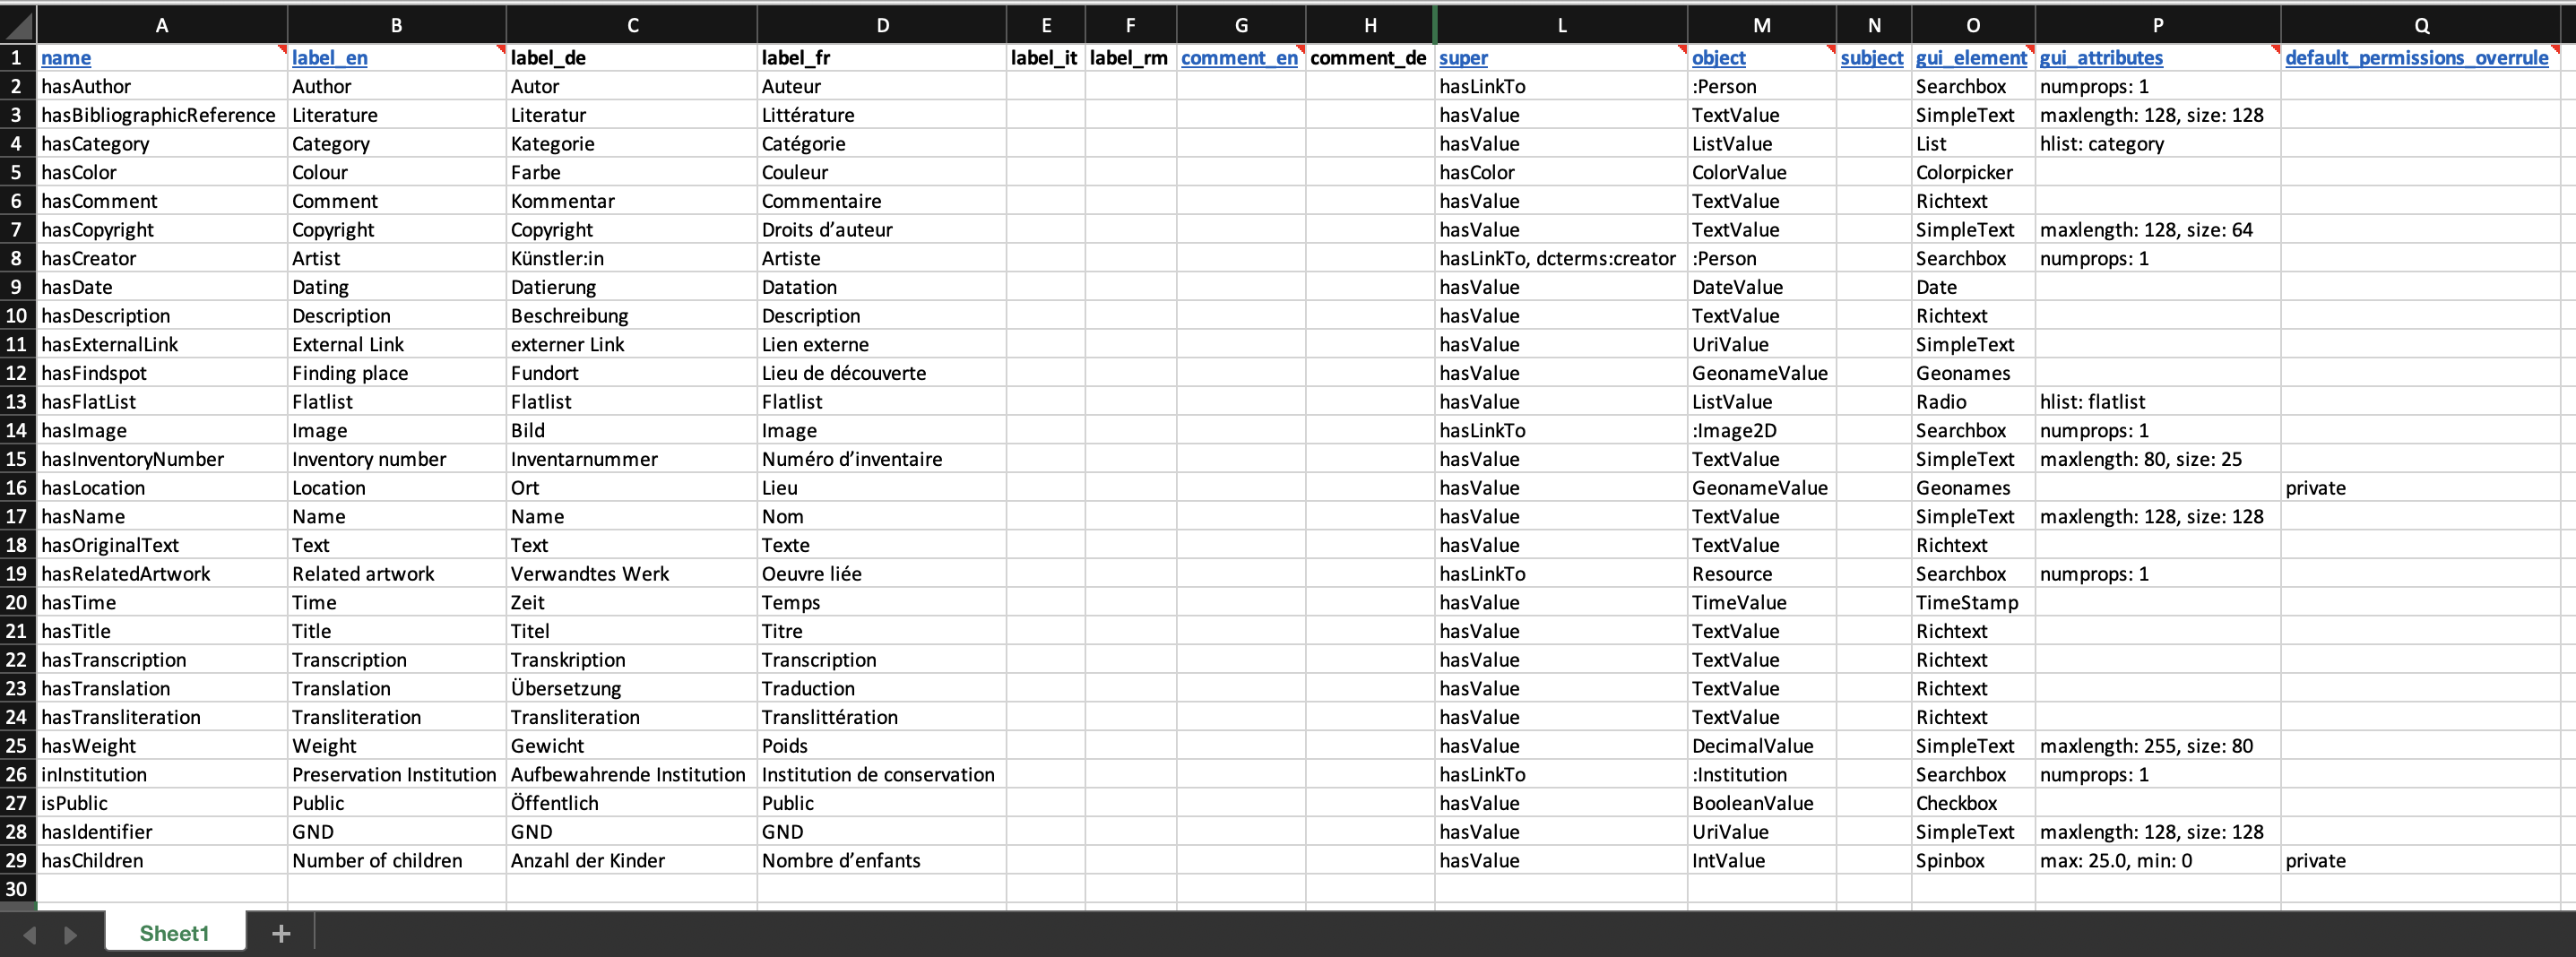 A B C D E F G H L M N O P Q
1 name label_en label_de label_fr label_it label_rm comment_en comment_de super object subject gui_element gui_attributes default_permissions_overrule
2 hasAuthor Author Autor Auteur hasLinkTo :Person Searchbox numprops: 1
3 hasBibliographicReference Literature Literatur Littérature hasValue TextValue SimpleText maxlength: 128, size: 128
4 hasCategory Category Kategorie Catégorie hasValue ListValue List hlist: category
5 hasColor Colour Farbe Couleur hasColor ColorValue Colorpicker
6 hasComment Comment Kommentar Commentaire hasValue TextValue Richtext
7 hasCopyright Copyright Copyright Droits d’auteur hasValue TextValue SimpleText maxlength: 128, size: 64
8 hasCreator Artist Künstler:in Artiste hasLinkTo, dcterms:creator :Person Searchbox numprops: 1
9 hasDate Dating Datierung Datation hasValue DateValue Date
10 hasDescription Description Beschreibung Description hasValue TextValue Richtext
11 hasExternalLink External Link externer Link Lien externe hasValue UriValue SimpleText
12 hasFindspot Finding place Fundort Lieu de découverte hasValue GeonameValue Geonames
13 hasFlatList Flatlist Flatlist Flatlist hasValue ListValue Radio hlist: flatlist
14 hasImage Image Bild Image hasLinkTo :Image2D Searchbox numprops: 1
15 hasInventoryNumber Inventory number Inventarnummer Numéro d’inventaire hasValue TextValue SimpleText maxlength: 80, size: 25
16 hasLocation Location Ort Lieu hasValue GeonameValue Geonames private
17 hasName Name Name Nom hasValue TextValue SimpleText maxlength: 128, size: 128
18 hasOriginalText Text Text Texte hasValue TextValue Richtext
19 hasRelatedArtwork Related artwork Verwandtes Werk Oeuvre liée hasLinkTo Resource Searchbox numprops: 1
20 hasTime Time Zeit Temps hasValue TimeValue TimeStamp
21 hasTitle Title Titel Titre hasValue TextValue Richtext
22 hasTranscription Transcription Transkription Transcription hasValue TextValue Richtext
23 hasTranslation Translation Übersetzung Traduction hasValue TextValue Richtext
24 hasTransliteration Transliteration Transliteration Translittération hasValue TextValue Richtext
25 hasWeight Weight Gewicht Poids hasValue DecimalValue SimpleText maxlength: 255, size: 80
26 inInstitution Preservation Institution Aufbewahrende Institution Institution de conservation hasLinkTo :Institution Searchbox numprops: 1
27 isPublic Public Öffentlich Public hasValue BooleanValue Checkbox
28 hasIdentifier GND GND GND hasValue UriValue SimpleText maxlength: 128, size: 128
29 hasChildren Number of children Anzahl der Kinder Nombre d’enfants hasValue IntValue Spinbox max: 25.0, min: 0 private
30
Sheet1 +